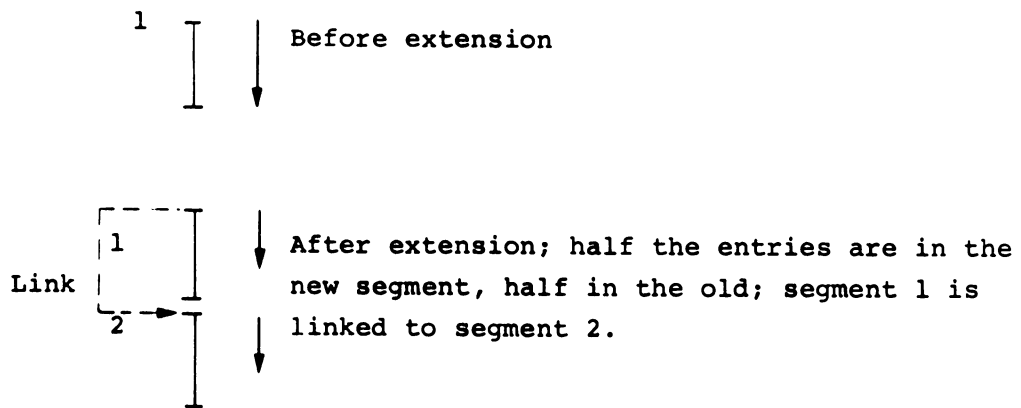 1
Before extension
1
After extension; half the entries are in the
Link
new segment, half in the old; segment 1 is
2
linked to segment 2.